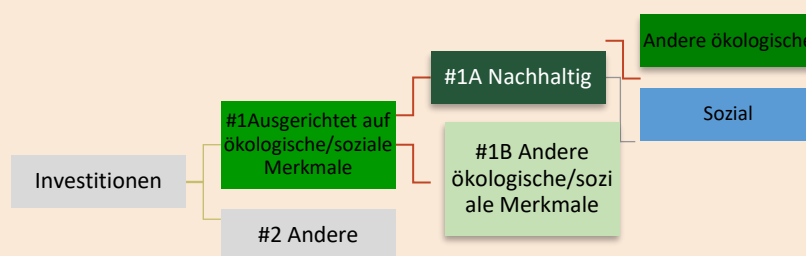 Andere ökologische
#1A Nachhaltig
Sozial
#1Ausgerichtet auf
ökologische/soziale
Merkmale
#1B Andere
ökologische/sozi
ale Merkmale
Investitionen
#2 Andere